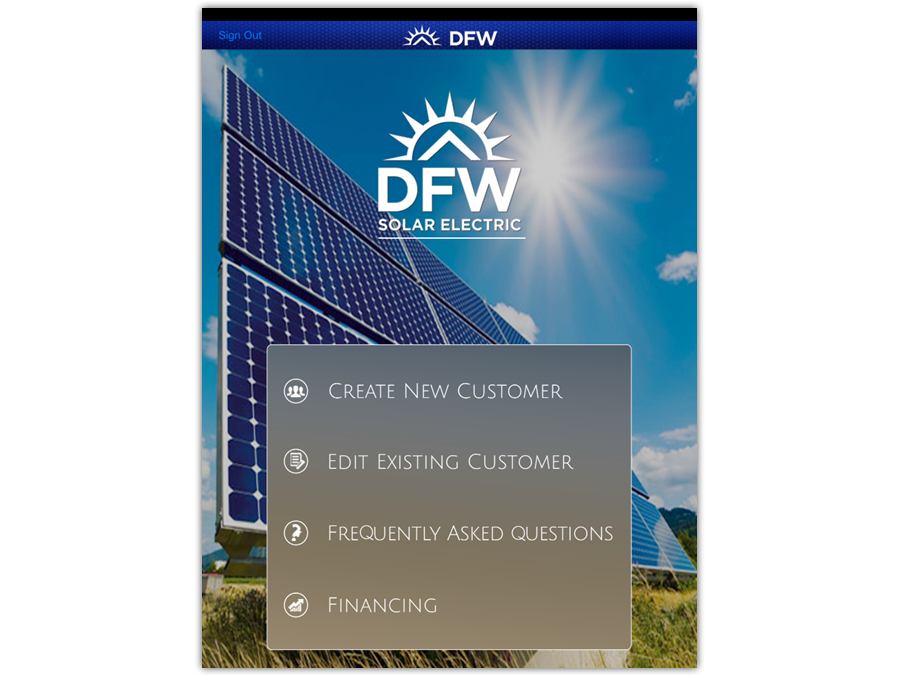 Sign Out
DFW
DFW
SOLAR ELECTRIC
Create New Customer
Edit Existing Customer
Frequently Asked Questions
Financing